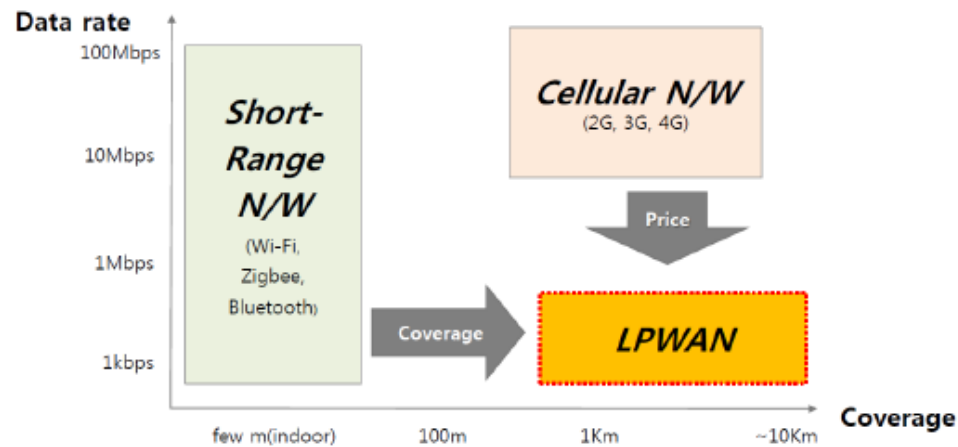 Data rate
100Mbps
10Mbps
1Mbps
1kbps
Short-
Range
N/W
(Wi-Fi,
Zigbee,
Bluetooth)
Cellular N/W
(2G, 3G, 4G)
Price
Coverage
LPWAN
few m(indoor)
100m
1Km
~10Km
Coverage